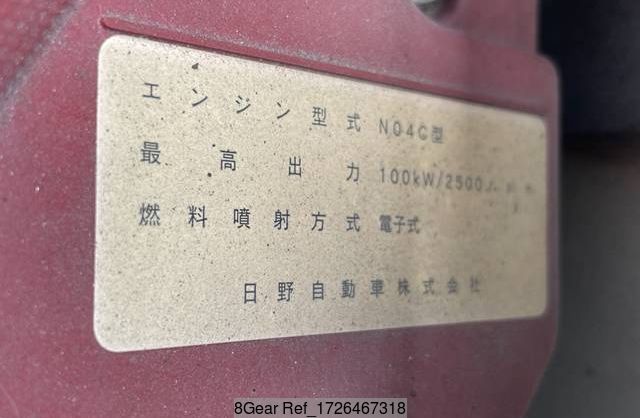 エンジン型式 N04C型
最高出力 100kW/2500
燃料噴射方式 電子式
日野自動車株式会社
8Gear Ref_1726467318